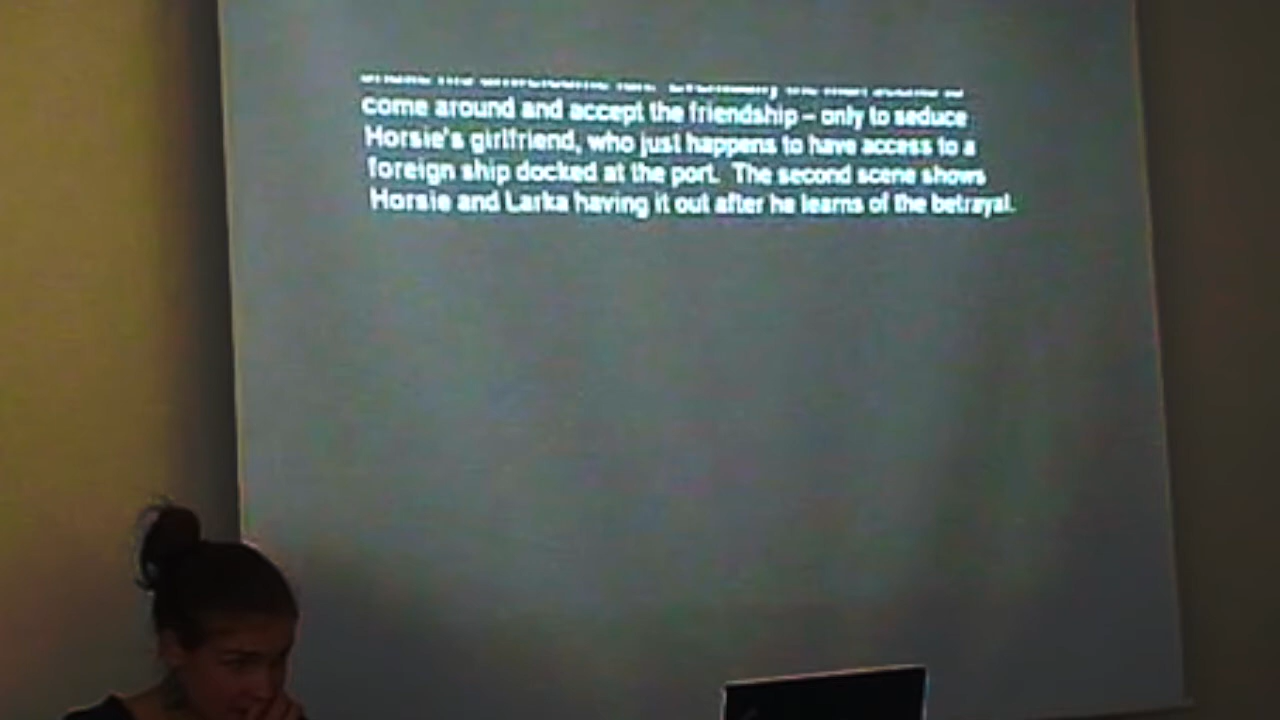 come around and accept the friendship – only to seduce
Horsie's girlfriend, who just happens to have access to a
foreign ship docked at the port. The second scene shows
Horsie and Larka having it out after he learns of the betrayal.